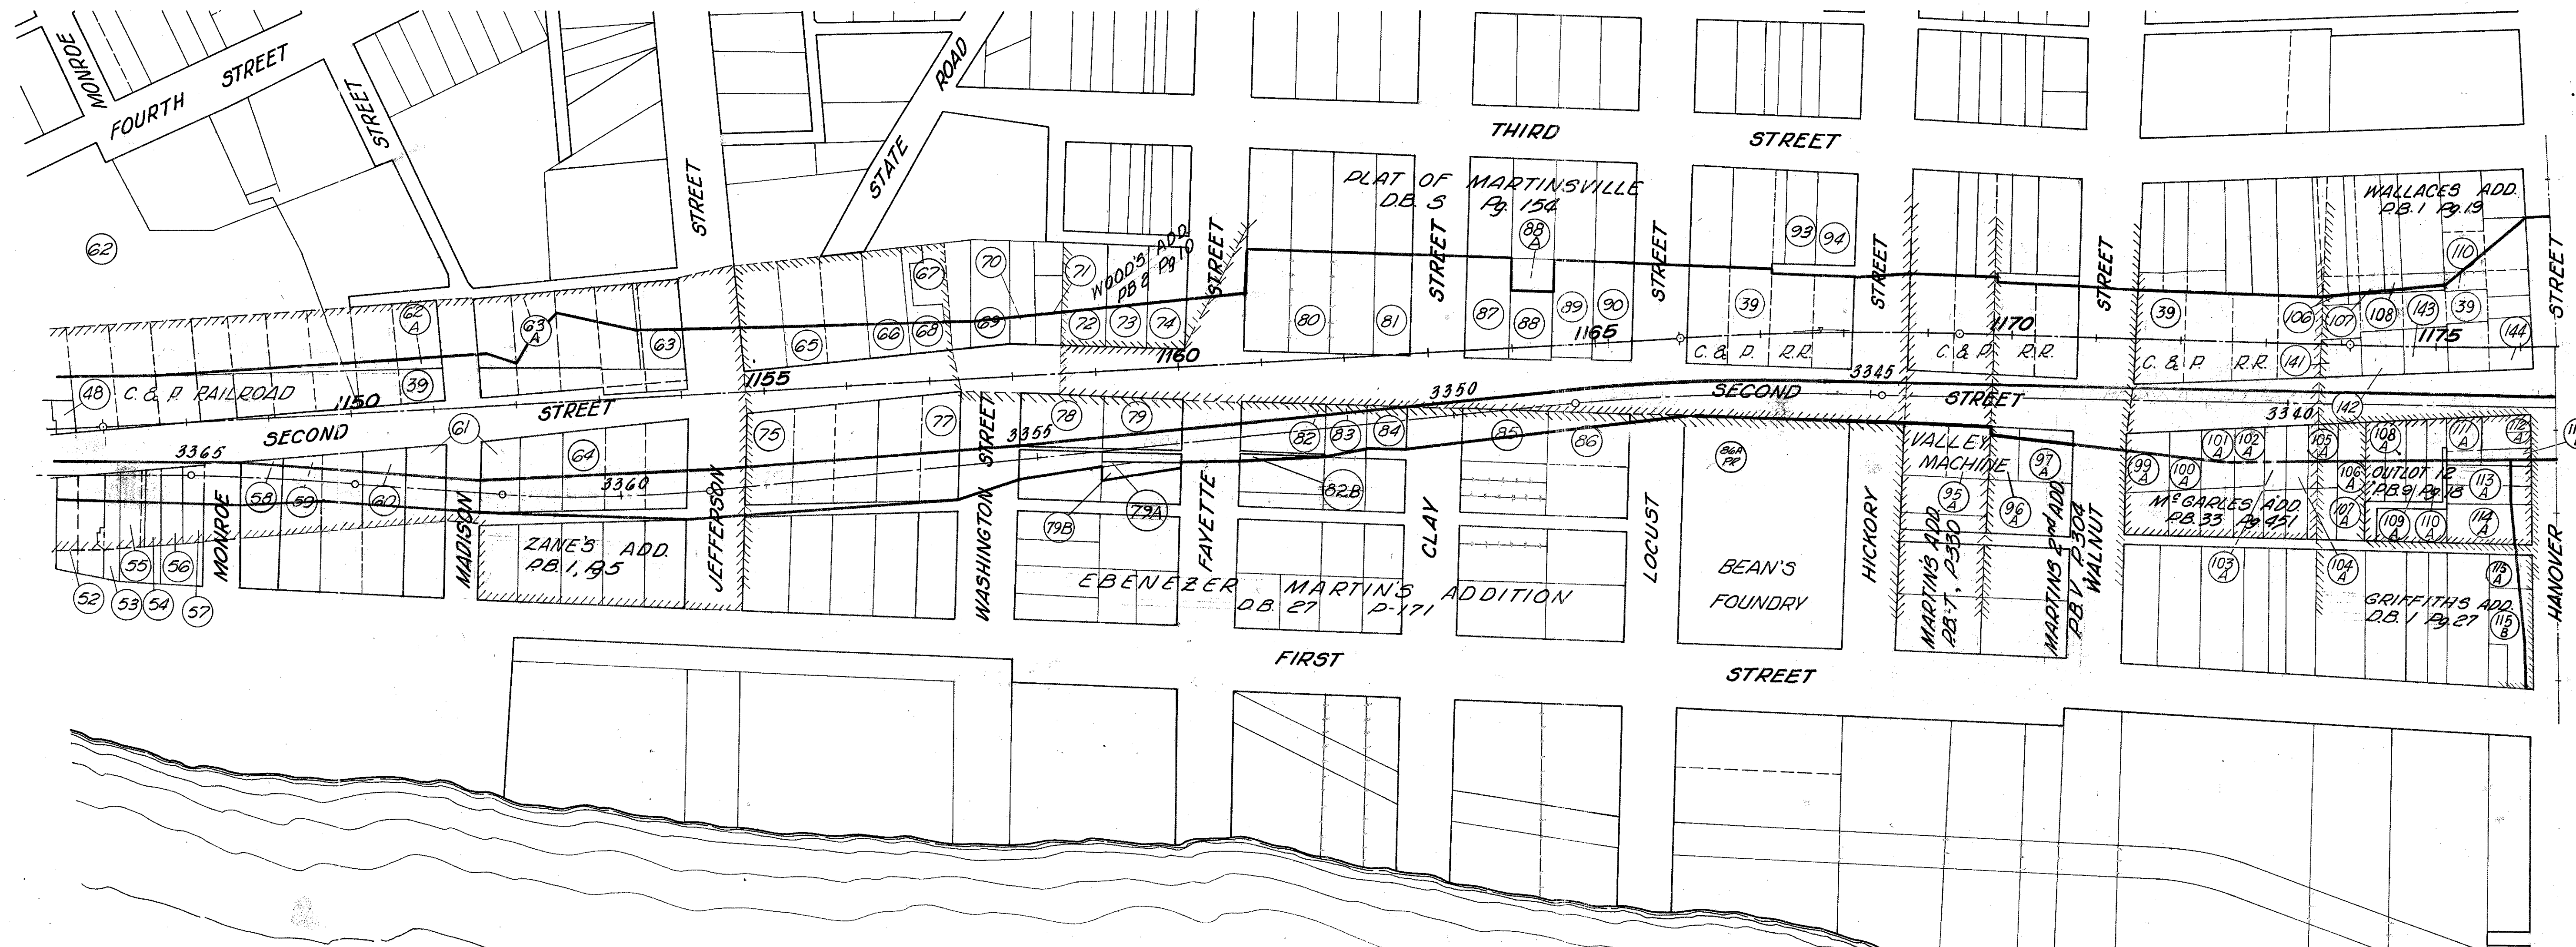 MONROE
FOURTH STREET
STREET
STREET
STATE ROAD
THIRD STREET
PLAT OF MARTINSVILLE
D.B. S Pg. 154
WALLACES ADD.
P.B. 1 Pg. 19
WOOD'S ADD.
PB 2 Pg 10
STREET
STREET
STREET
STREET
STREET
STREET
62
62 A
63 A
63
65
66
67
68
69
70
71
72
73
74
80
81
87
88 A
88
89
90
93
94
39
39
106
107
108
143
39
110
144
48
C. & P. RAILROAD
39
1150
1155
1160
1165
1170
1175
C. & P. R.R.
C. & P. R.R.
C. & P. R.R.
141
142
SECOND STREET
SECOND STREET
3365
3360
3355
3350
3345
3340
61
64
75
77
78
79
82
83
84
85
86
86A PR
58
59
60
79B
79A
82B
VALLEY MACHINE
95 A
96 A
97 A
99 A
100 A
101 A
102 A
105 A
106 A
107 A
108 A
109 A
110 A
111 A
112 A
113 A
114 A
OUTLOT 12
P.B. 9 Pg. 18
McGARLES ADD.
P.B. 33 Pg 451
52
53
54
55
56
57
MONROE
MADISON
JEFFERSON
WASHINGTON
STREET
FAYETTE
CLAY
LOCUST
HICKORY
WALNUT
HANOVER
ZANE'S ADD.
P.B. 1, Pg 5
EBENEZER MARTIN'S ADDITION
D.B. 27 P-171
BEAN'S
FOUNDRY
MARTIN'S ADD.
P.B.-T, P.330
MARTINS 2nd ADD.
P.B. V P.304
103 A
104 A
115 A
GRIFFITHS ADD.
D.B. 1 Pg. 27
115 B
FIRST STREET